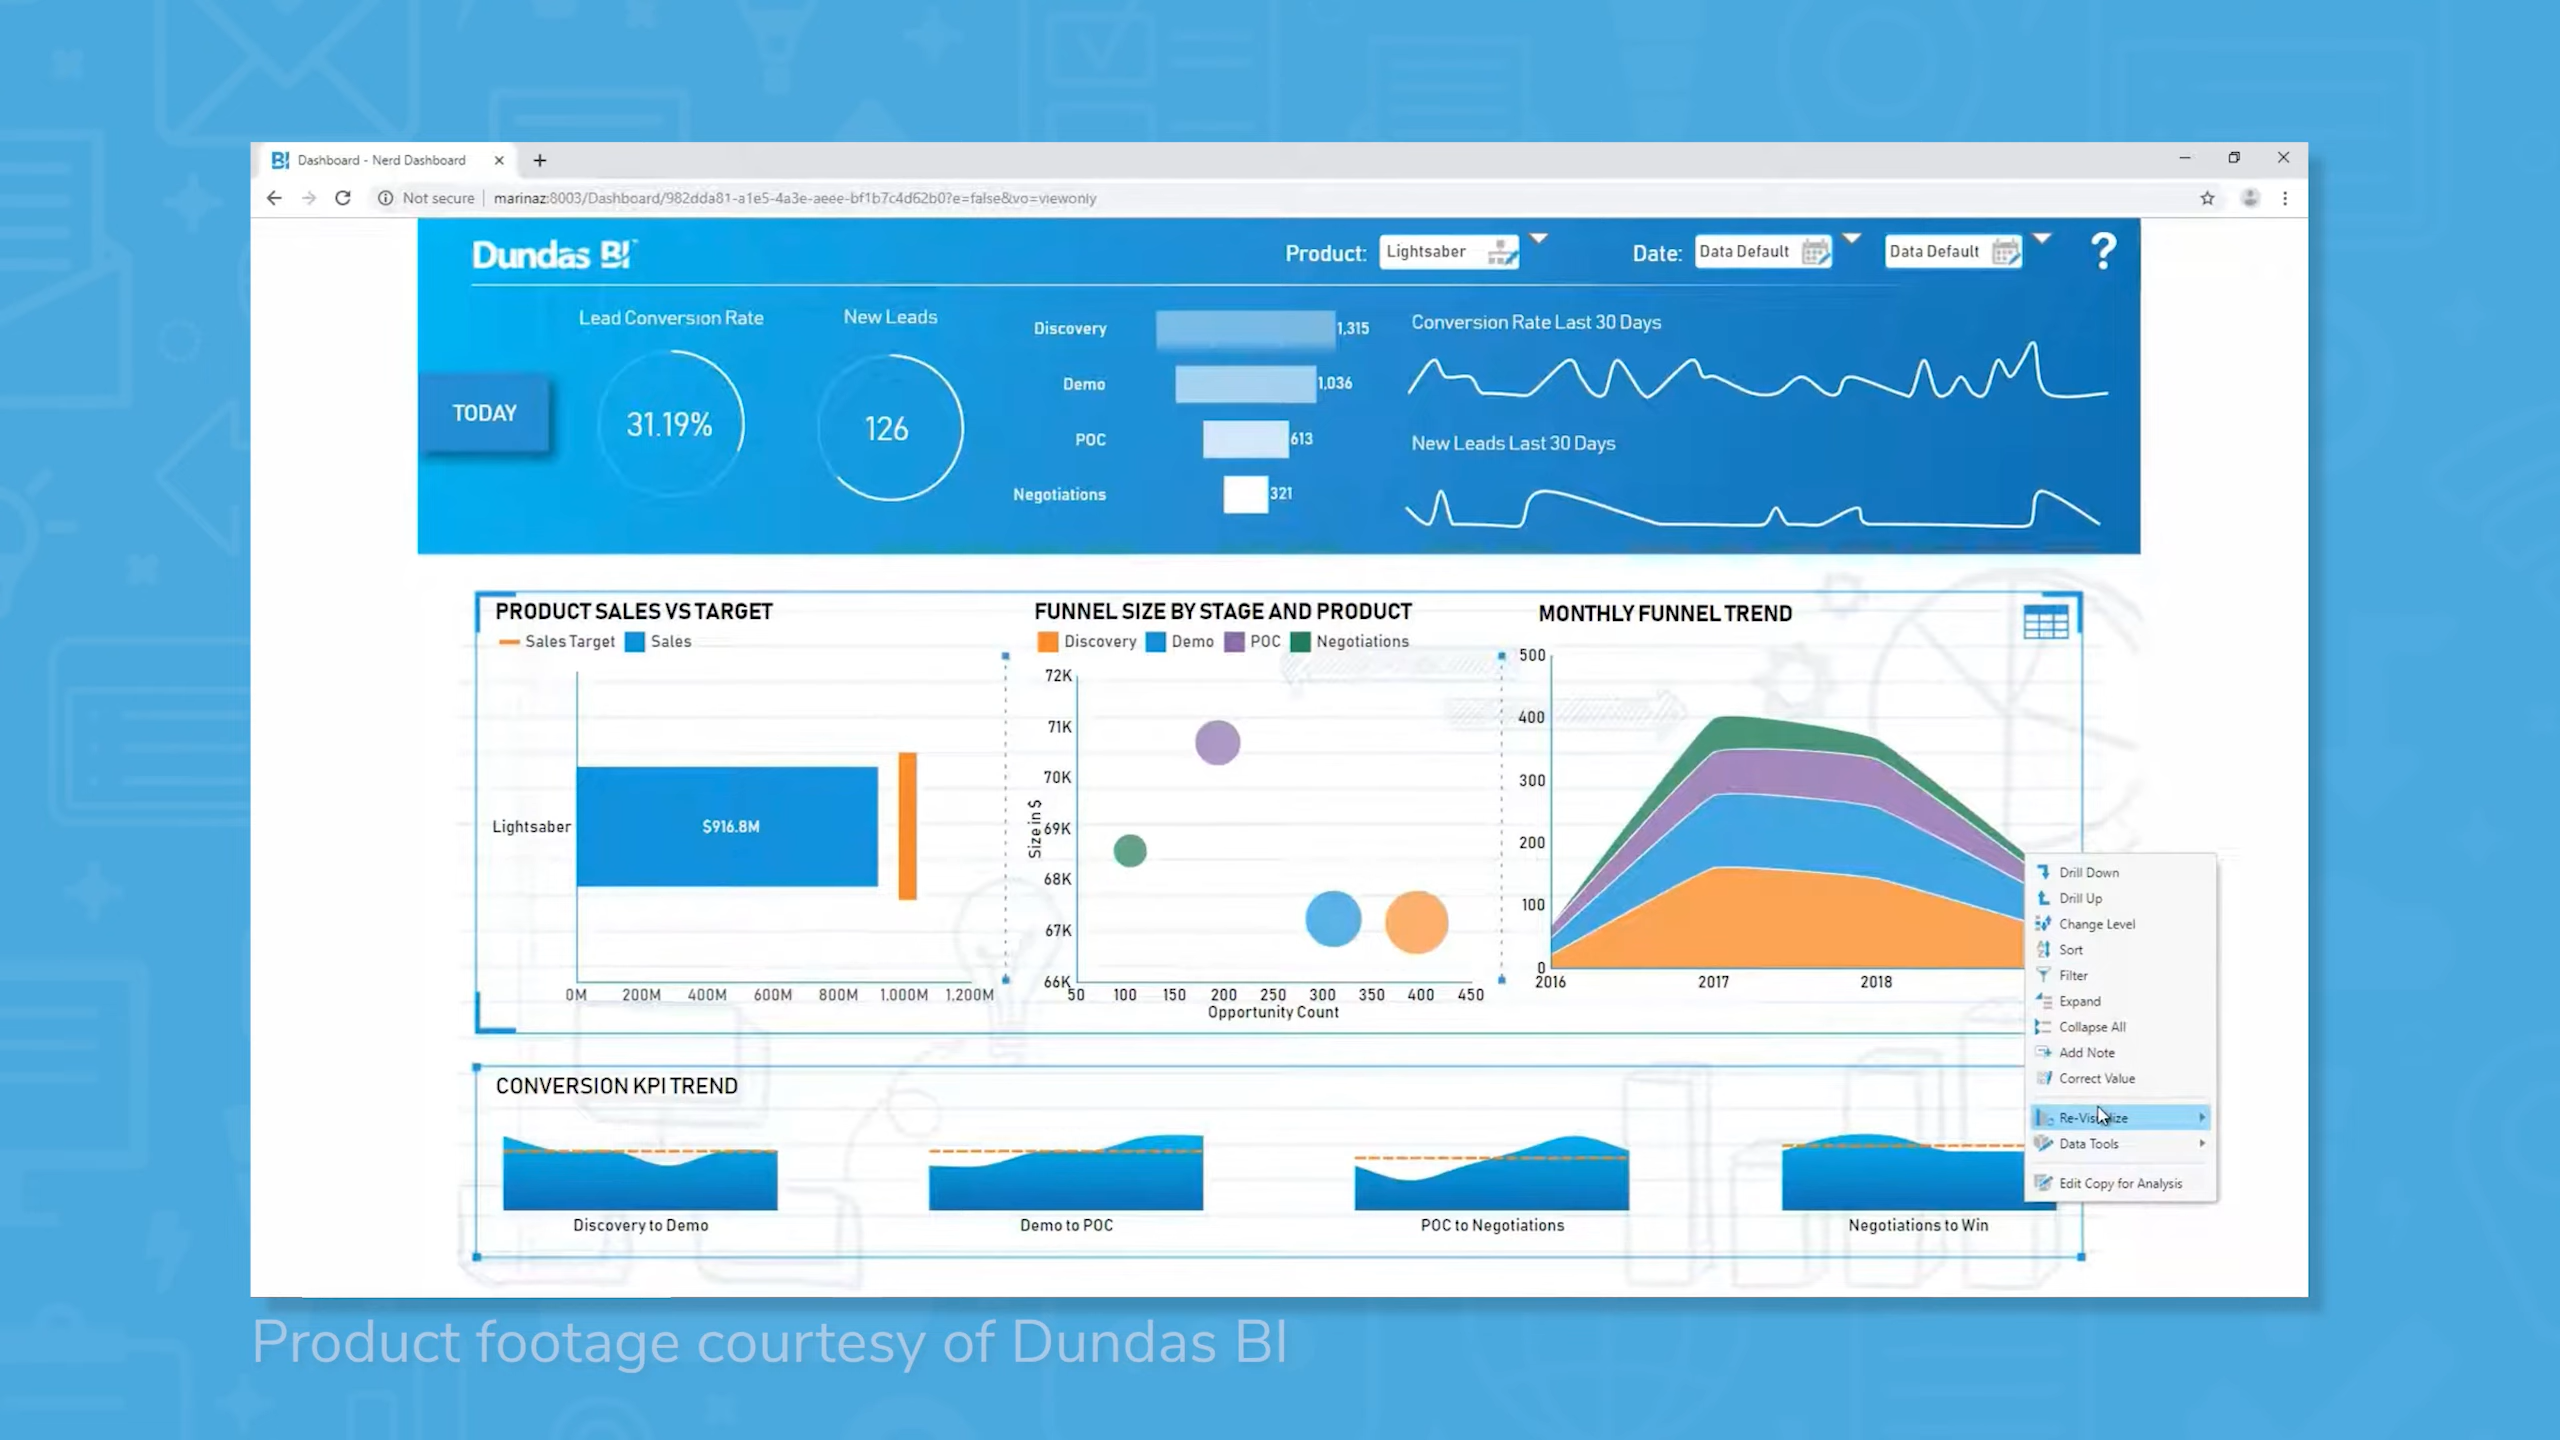 Dashboard - Nerd Dashboard
Not secure | marinaz:8003/Dashboard/982dda81-a1e5-4a3e-aeee-bf1b7c4d62b0?e=false&vo=viewonly
Dundas BI
Product: Lightsaber Date: Data Default Data Default ?
TODAY
Lead Conversion Rate
31.19%
New Leads
126
Discovery 1,315
Demo 1,036
POC 613
Negotiations 321
Conversion Rate Last 30 Days
New Leads Last 30 Days
PRODUCT SALES VS TARGET
Sales Target Sales
Lightsaber $916.8M
0M 200M 400M 600M 800M 1,000M 1,200M
FUNNEL SIZE BY STAGE AND PRODUCT
Discovery Demo POC Negotiations
72K
71K
70K
69K
68K
67K
66K
Size in $
50 100 150 200 250 300 350 400 450
Opportunity Count
MONTHLY FUNNEL TREND
500
400
300
200
100
0
2016 2017 2018
Drill Down
Drill Up
Change Level
Sort
Filter
Expand
Collapse All
Add Note
Correct Value
Re-Visualize
Data Tools
Edit Copy for Analysis
CONVERSION KPI TREND
Discovery to Demo
Demo to POC
POC to Negotiations
Negotiations to Win
Product footage courtesy of Dundas BI